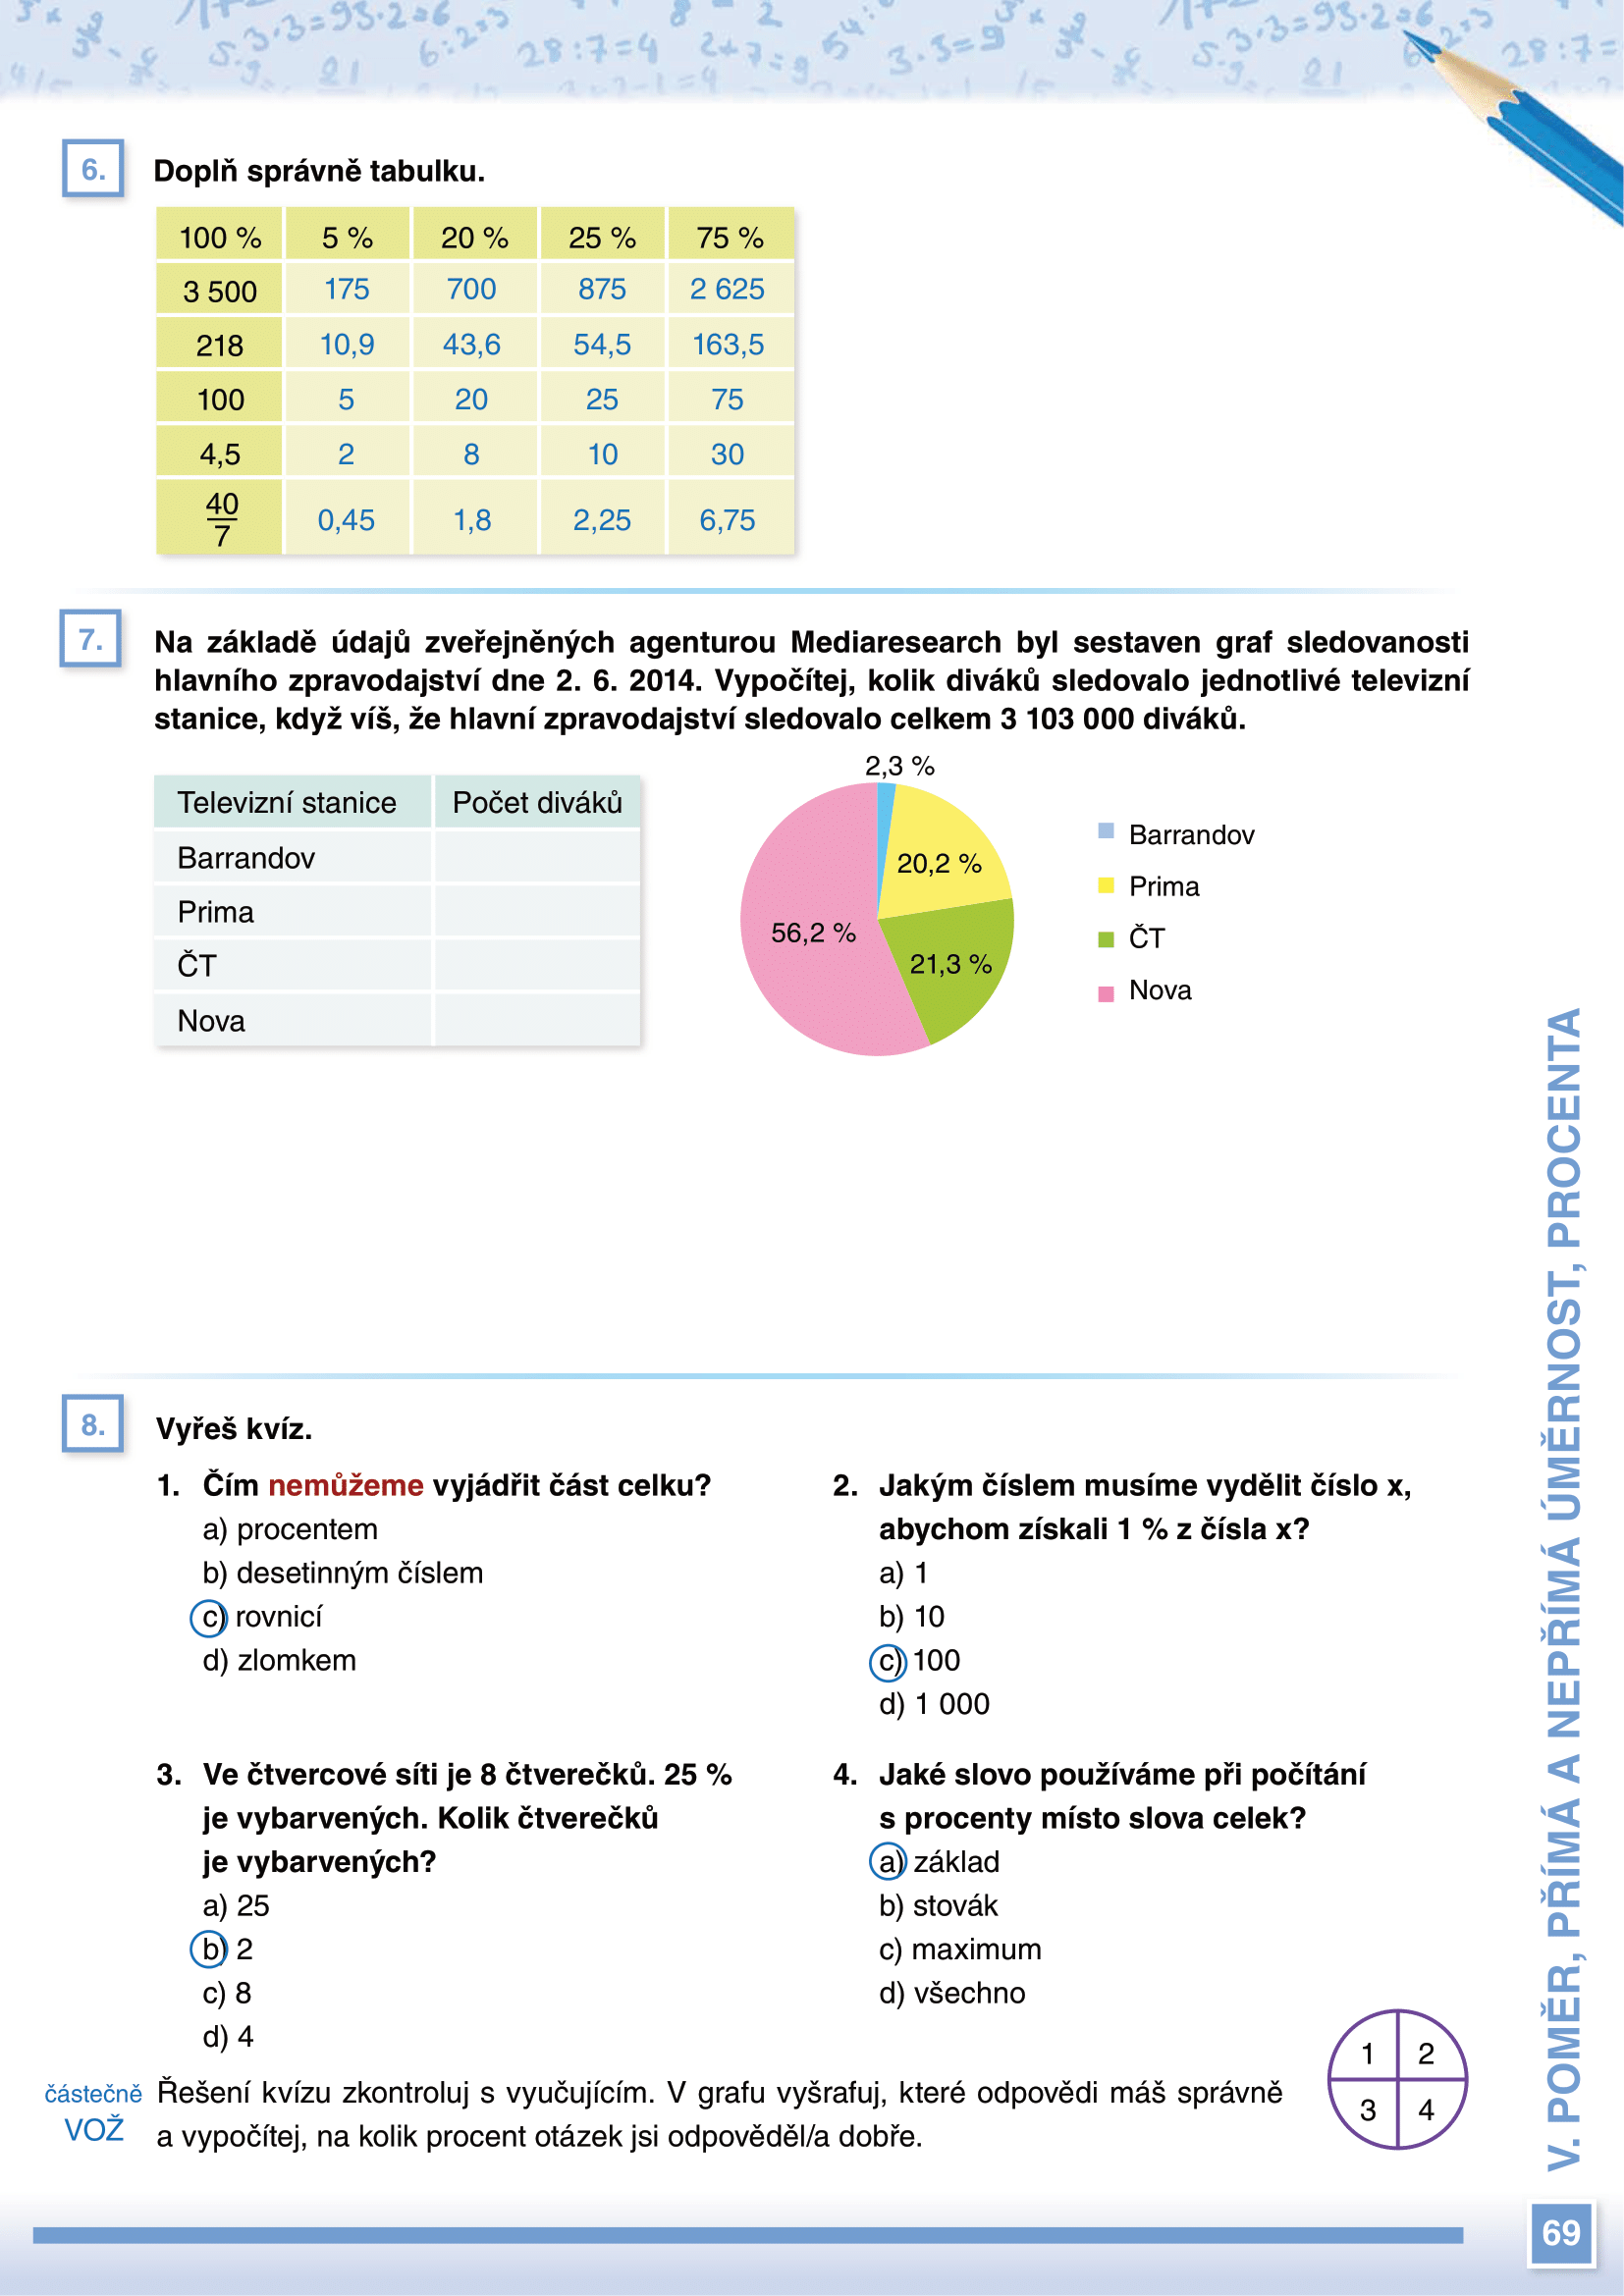 6.
Doplň správně tabulku.
100 % 5 % 20 % 25 % 75 %
3 500 175 700 875 2 625
218 10,9 43,6 54,5 163,5
100 5 20 25 75
4,5 2 8 10 30
40/7 0,45 1,8 2,25 6,75
7.
Na základě údajů zveřejněných agenturou Mediaresearch byl sestaven graf sledovanosti
hlavního zpravodajství dne 2. 6. 2014. Vypočítej, kolik diváků sledovalo jednotlivé televizní
stanice, když víš, že hlavní zpravodajství sledovalo celkem 3 103 000 diváků.
Televizní stanice Počet diváků
Barrandov
Prima
ČT
Nova
2,3 %
20,2 %
56,2 %
21,3 %
Barrandov
Prima
ČT
Nova
8.
Vyřeš kvíz.
1. Čím nemůžeme vyjádřit část celku?
a) procentem
b) desetinným číslem
c) rovnicí
d) zlomkem
2. Jakým číslem musíme vydělit číslo x,
abychom získali 1 % z čísla x?
a) 1
b) 10
c) 100
d) 1 000
3. Ve čtvercové síti je 8 čtverečků. 25 %
je vybarvených. Kolik čtverečků
je vybarvených?
a) 25
b) 2
c) 8
d) 4
4. Jaké slovo používáme při počítání
s procenty místo slova celek?
a) základ
b) stovák
c) maximum
d) všechno
1 2
3 4
částečně
VOŽ
Řešení kvízu zkontroluj s vyučujícím. V grafu vyšrafuj, které odpovědi máš správně
a vypočítej, na kolik procent otázek jsi odpověděl/a dobře.
V. POMĚR, PŘÍMÁ A NEPŘÍMÁ ÚMĚRNOST, PROCENTA
69